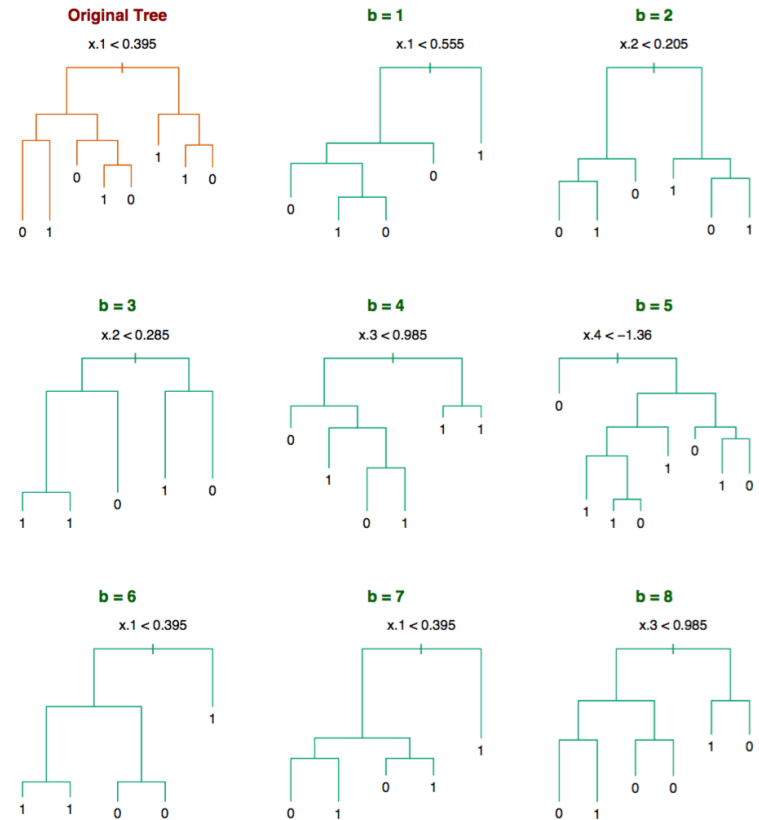 Original Tree
x.1 < 0.395
1
0
1 0
1 0
0 1
b = 1
x.1 < 0.555
1
0
0
1 0
b = 2
x.2 < 0.205
0 1
0 1
0 1
b = 3
x.2 < 0.285
1 0
0
1 1
b = 4
x.3 < 0.985
0
1 1
1
0 1
b = 5
x.4 < −1.36
0
0
1
1 0
1
1 0
b = 6
x.1 < 0.395
1
1 1 0 0
b = 7
x.1 < 0.395
1
0 1
0 1
b = 8
x.3 < 0.985
1 0
0 0
0 1